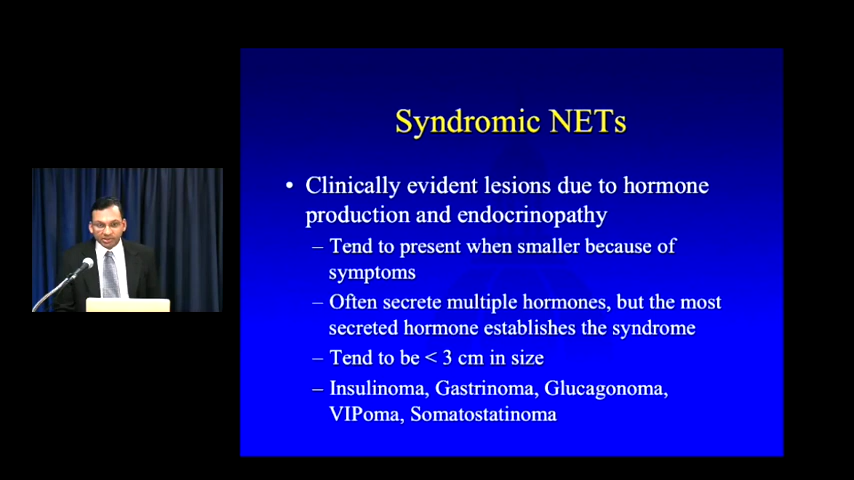 Syndromic NETs
• Clinically evident lesions due to hormone
production and endocrinopathy
– Tend to present when smaller because of
symptoms
– Often secrete multiple hormones, but the most
secreted hormone establishes the syndrome
– Tend to be < 3 cm in size
– Insulinoma, Gastrinoma, Glucagonoma,
VIPoma, Somatostatinoma